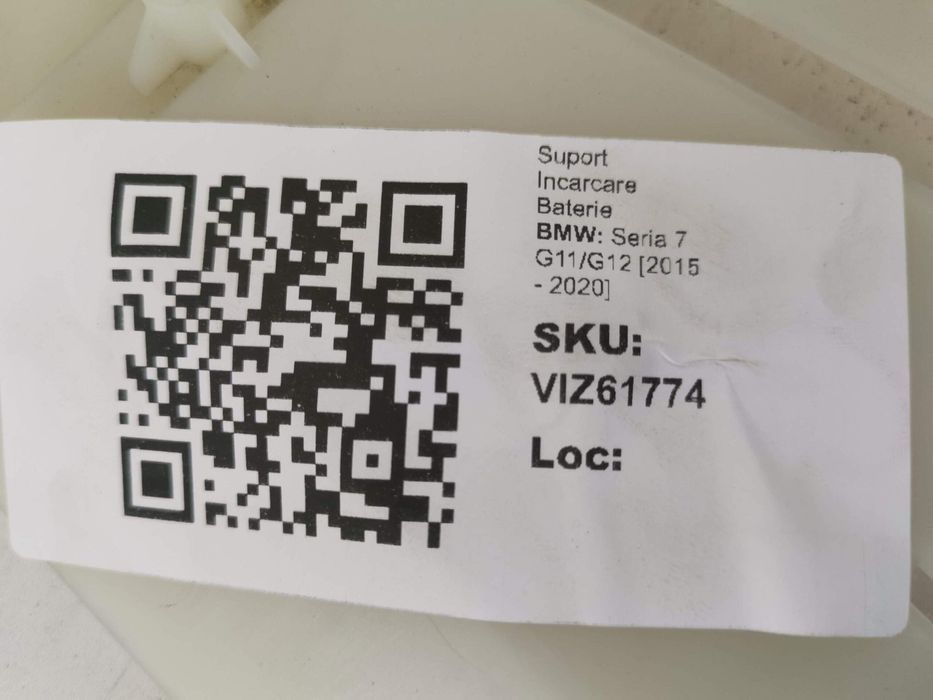 Suport
Incarcare
Baterie
BMW: Seria 7
G11/G12 [2015
- 2020]
SKU:
VIZ61774
Loc: